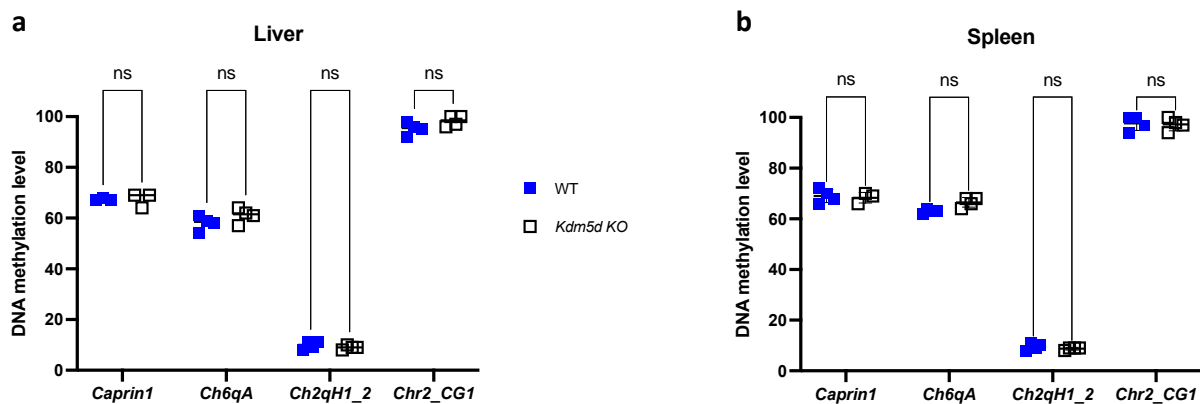 a
Liver
ns ns ns ns
DNA methylation level
100
80
60
40
20
0
Caprin1 Ch6qA Ch2qH1_2 Chr2_CG1
WT
Kdm5d KO
b
Spleen
ns ns ns ns
DNA methylation level
100
80
60
40
20
0
Caprin1 Ch6qA Ch2qH1_2 Chr2_CG1